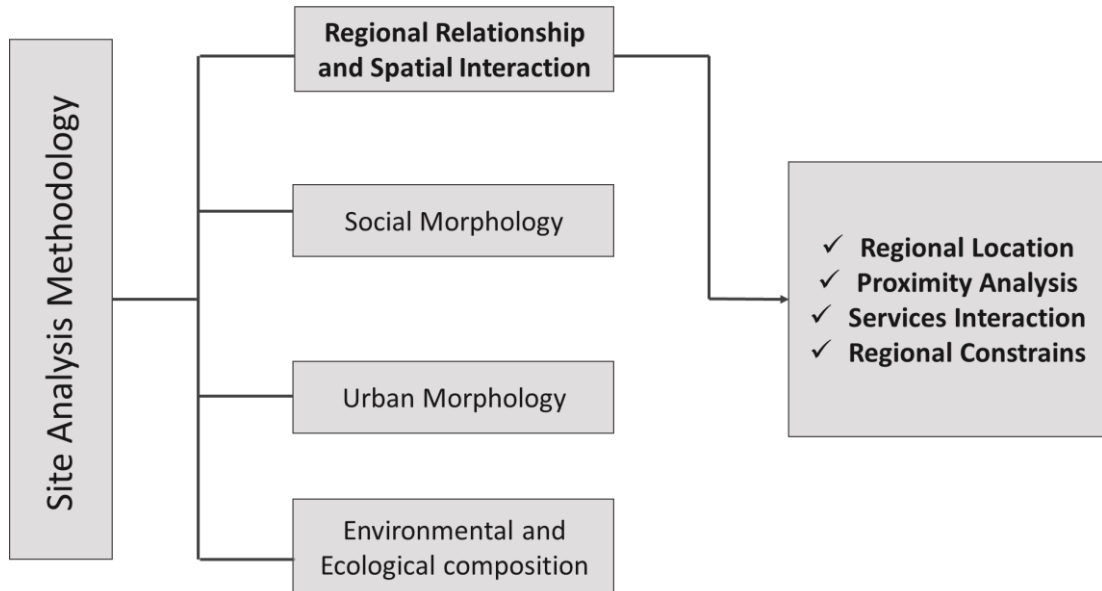 Site Analysis Methodology
Regional Relationship
and Spatial Interaction
Social Morphology
Urban Morphology
Environmental and
Ecological composition
✓ Regional Location
✓ Proximity Analysis
✓ Services Interaction
✓ Regional Constrains